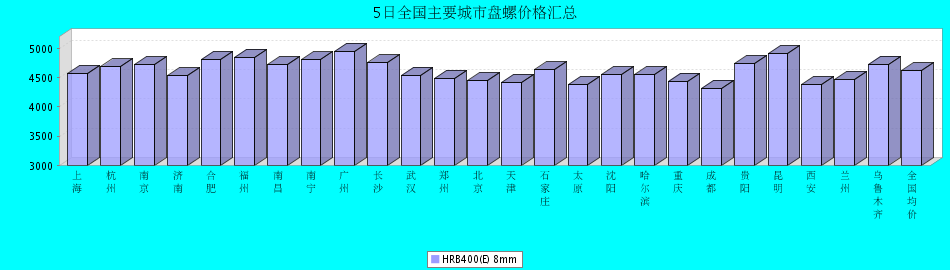 5日全国主要城市盘螺价格汇总
5000
4500
4000
3500
3000
上海
杭州
南京
济南
合肥
福州
南昌
南宁
广州
长沙
武汉
郑州
北京
天津
石家庄
太原
沈阳
哈尔滨
重庆
成都
贵阳
昆明
西安
兰州
乌鲁木齐
全国均价
HRB400(E) 8mm